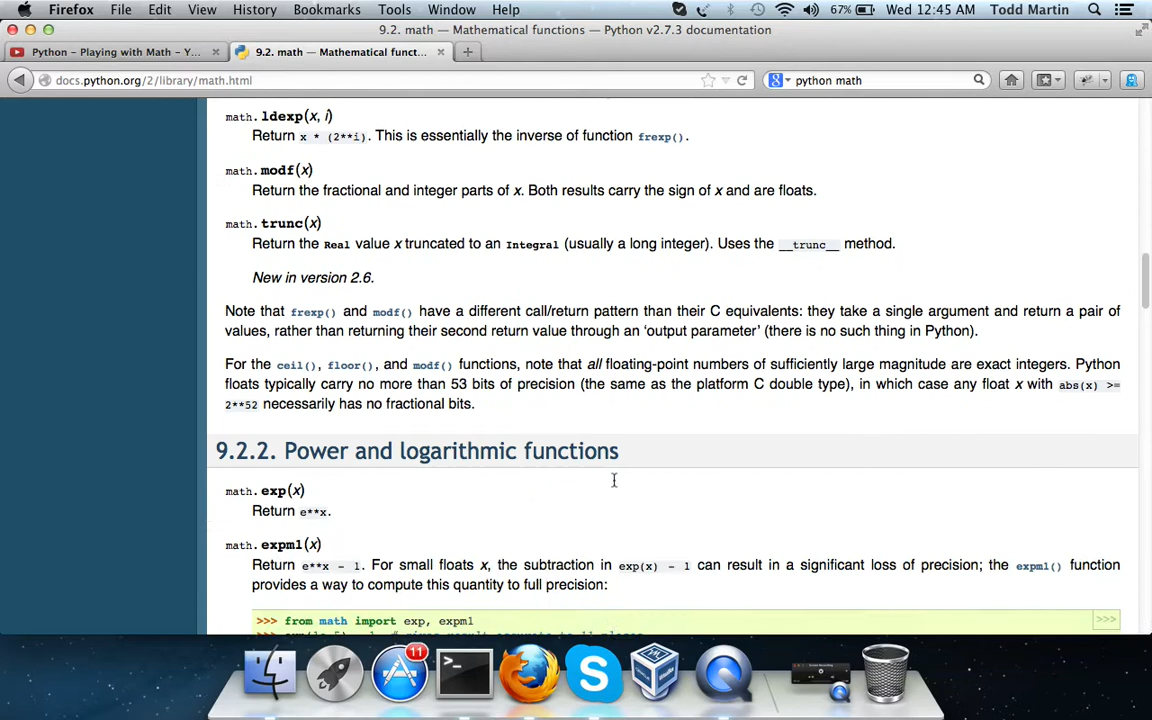 Firefox File Edit View History Bookmarks Tools Window Help 67% Wed 12:45 AM Todd Martin
9.2. math — Mathematical functions — Python v2.7.3 documentation
Python - Playing with Math - Y... 9.2. math — Mathematical funct...
docs.python.org/2/library/math.html python math
math.ldexp(x, i)
Return x * (2**i). This is essentially the inverse of function frexp().
math.modf(x)
Return the fractional and integer parts of x. Both results carry the sign of x and are floats.
math.trunc(x)
Return the Real value x truncated to an Integral (usually a long integer). Uses the __trunc__ method.
New in version 2.6.
Note that frexp() and modf() have a different call/return pattern than their C equivalents: they take a single argument and return a pair of
values, rather than returning their second return value through an ‘output parameter’ (there is no such thing in Python).
For the ceil(), floor(), and modf() functions, note that all floating-point numbers of sufficiently large magnitude are exact integers. Python
floats typically carry no more than 53 bits of precision (the same as the platform C double type), in which case any float x with abs(x) >=
2**52 necessarily has no fractional bits.
9.2.2. Power and logarithmic functions
math.exp(x)
Return e**x.
math.expm1(x)
Return e**x - 1. For small floats x, the subtraction in exp(x) - 1 can result in a significant loss of precision; the expm1() function
provides a way to compute this quantity to full precision:
>>> from math import exp, expm1 >>>
11